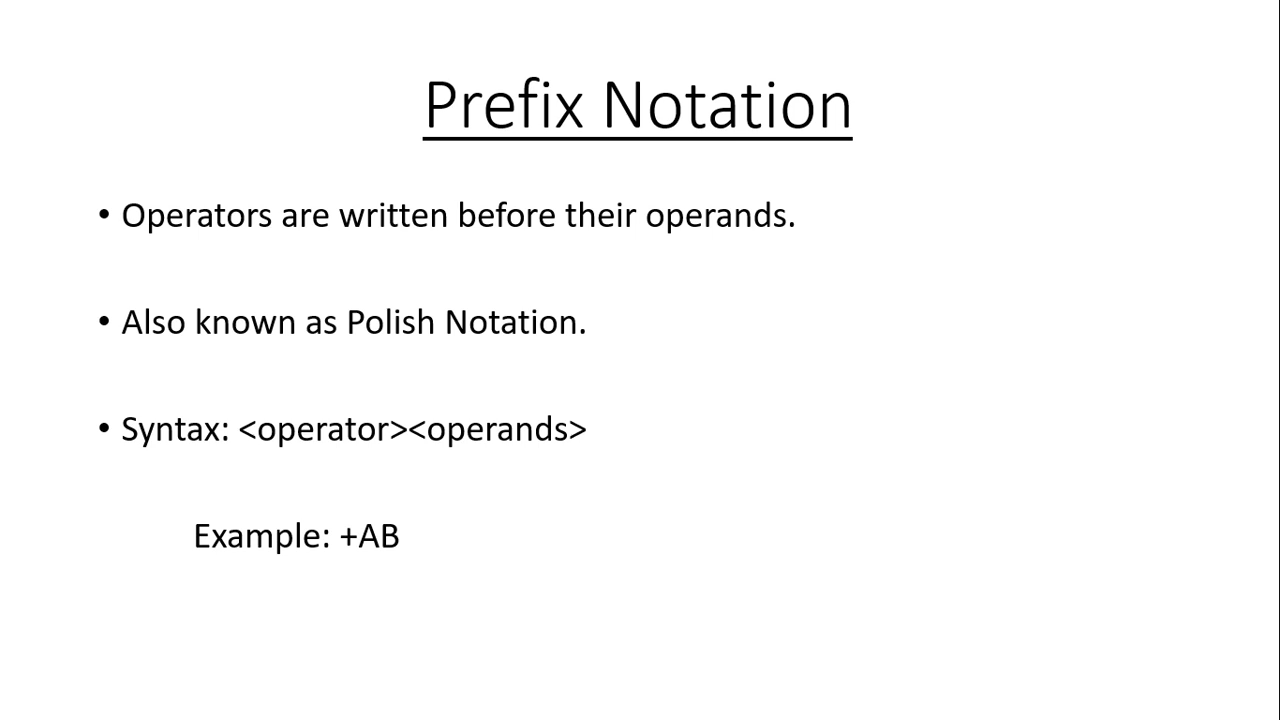 Prefix Notation
• Operators are written before their operands.
• Also known as Polish Notation.
• Syntax: <operator><operands>
Example: +AB